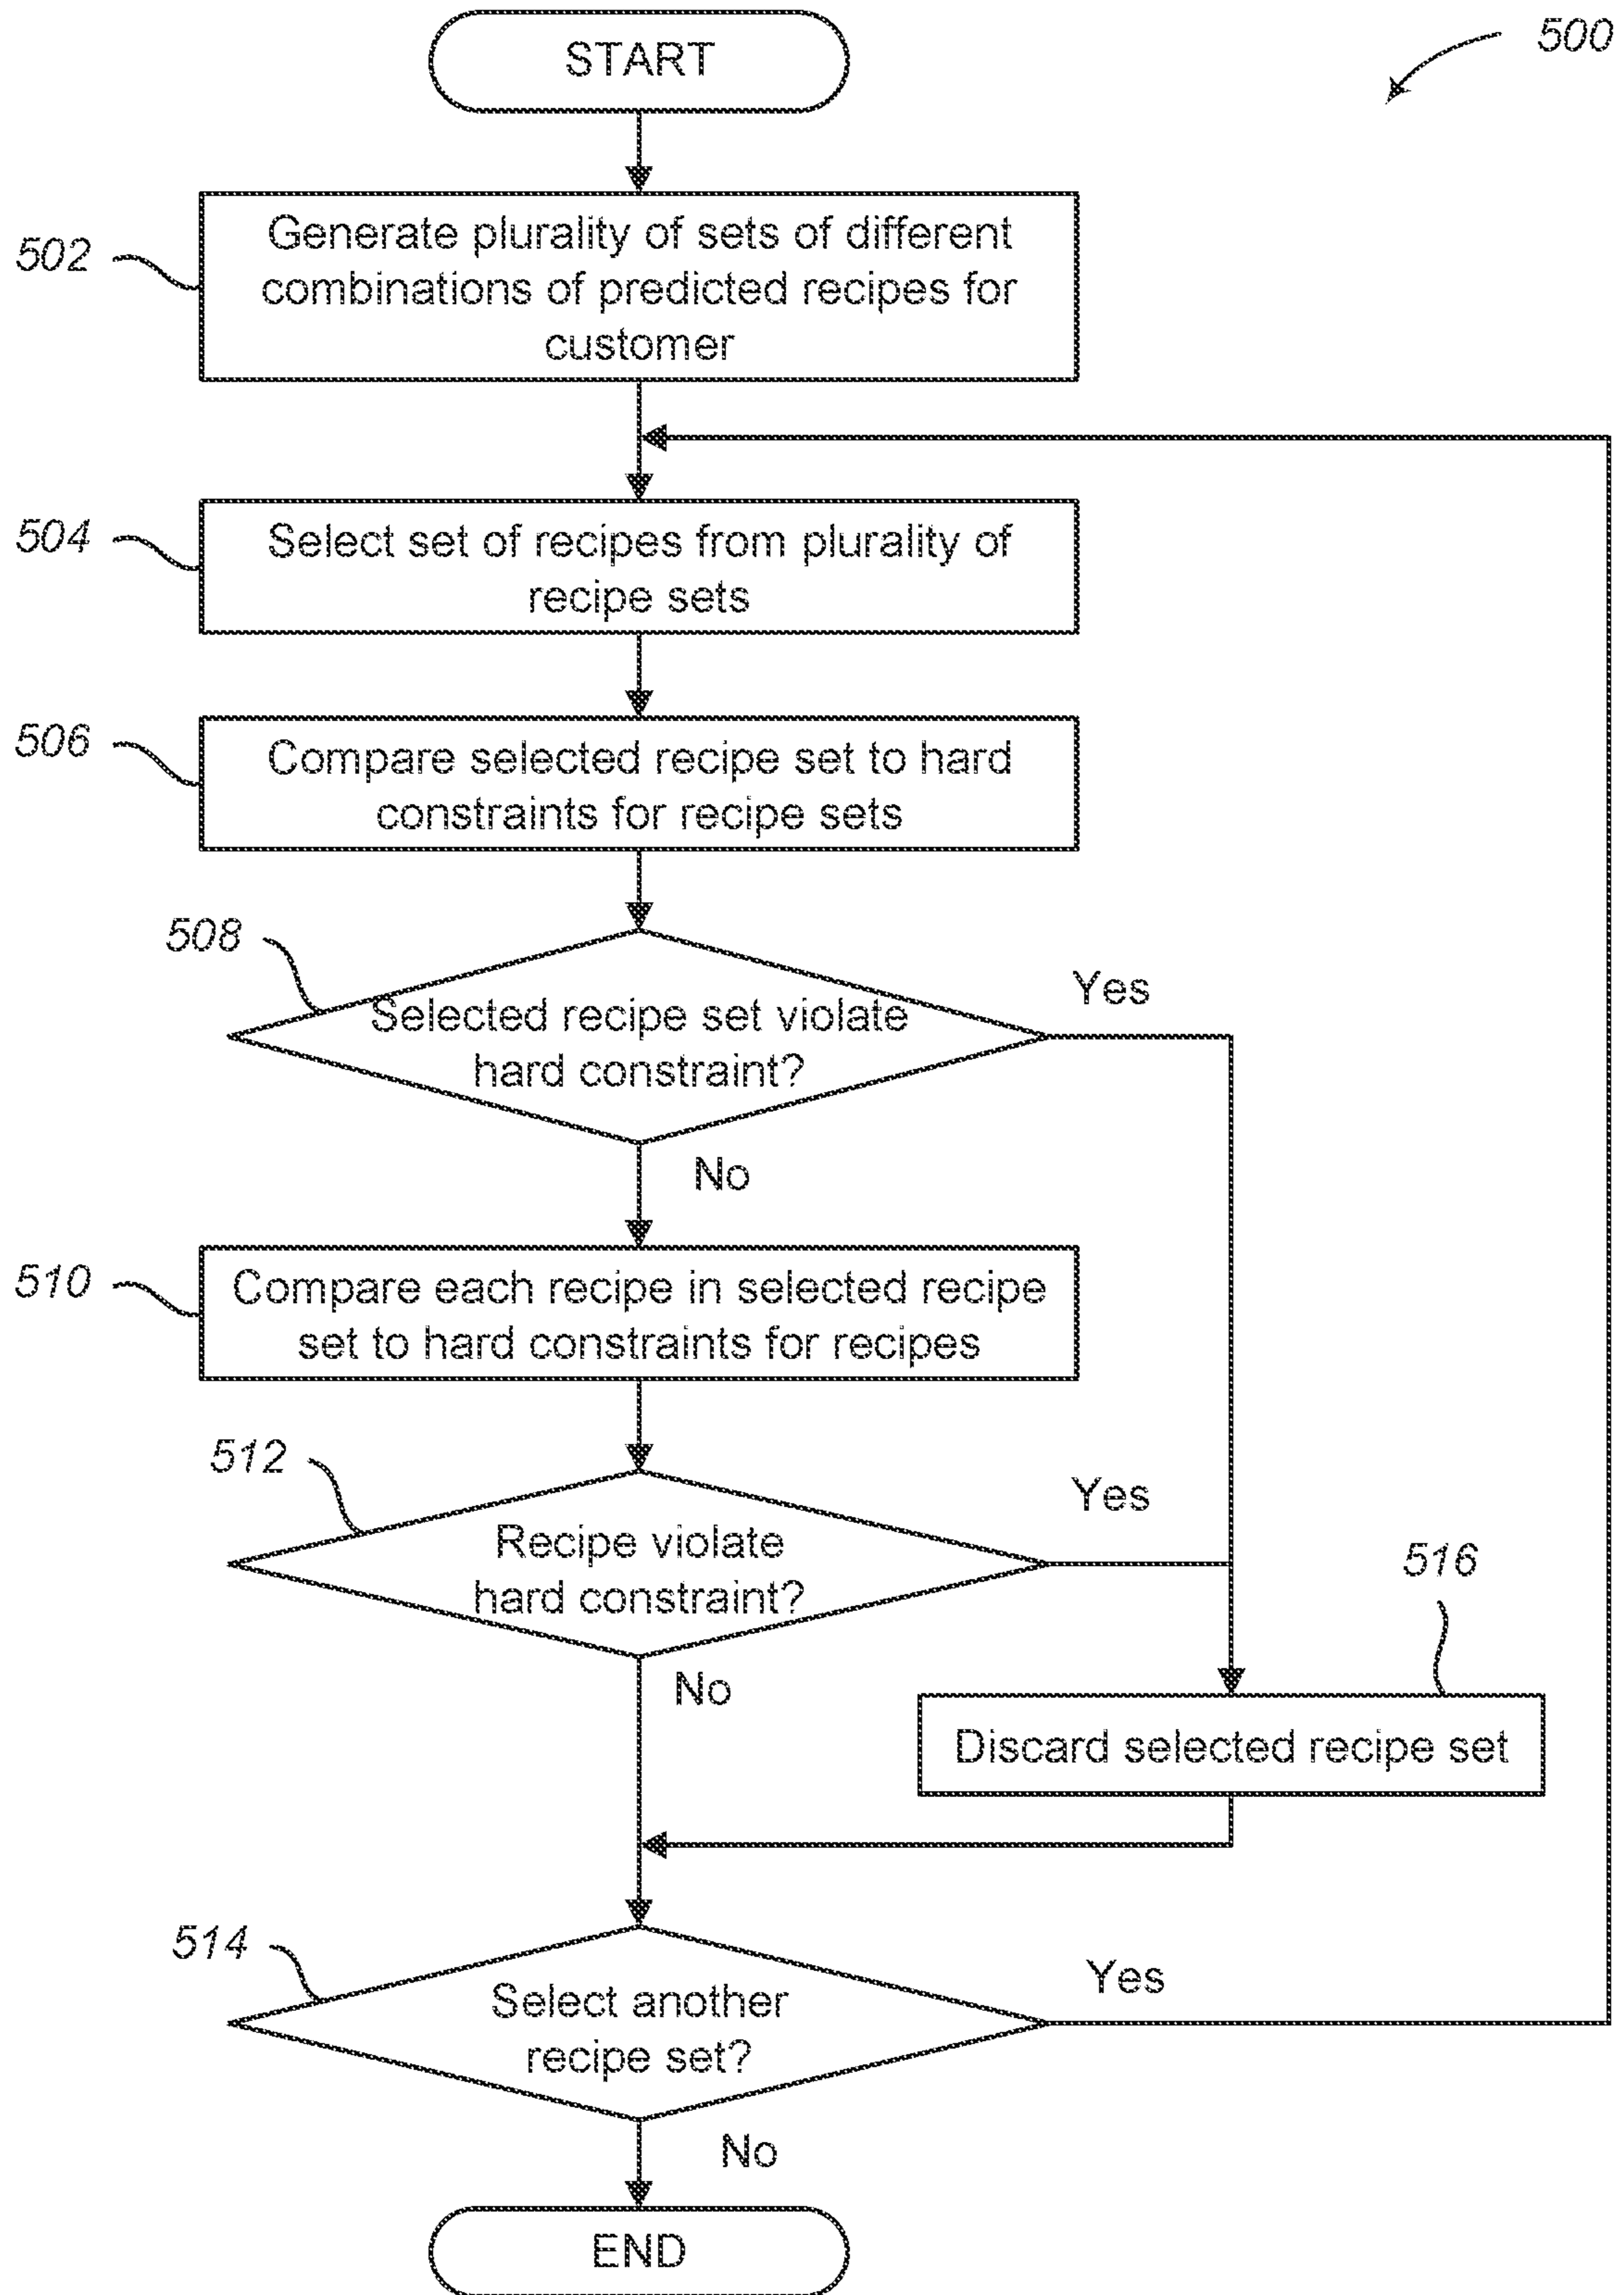 START
500
502
Generate plurality of sets of different
combinations of predicted recipes for
customer
504
Select set of recipes from plurality of
recipe sets
506
Compare selected recipe set to hard
constraints for recipe sets
508
Selected recipe set violate
hard constraint?
Yes
No
510
Compare each recipe in selected recipe
set to hard constraints for recipes
512
Recipe violate
hard constraint?
Yes
No
516
Discard selected recipe set
514
Select another
recipe set?
Yes
No
END